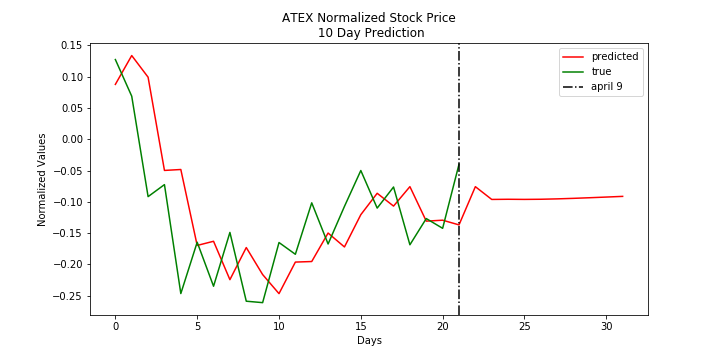 ATEX Normalized Stock Price
10 Day Prediction
0.15
0.10
0.05
0.00
−0.05
−0.10
−0.15
−0.20
−0.25
Normalized Values
predicted
true
april 9
0 5 10 15 20 25 30
Days